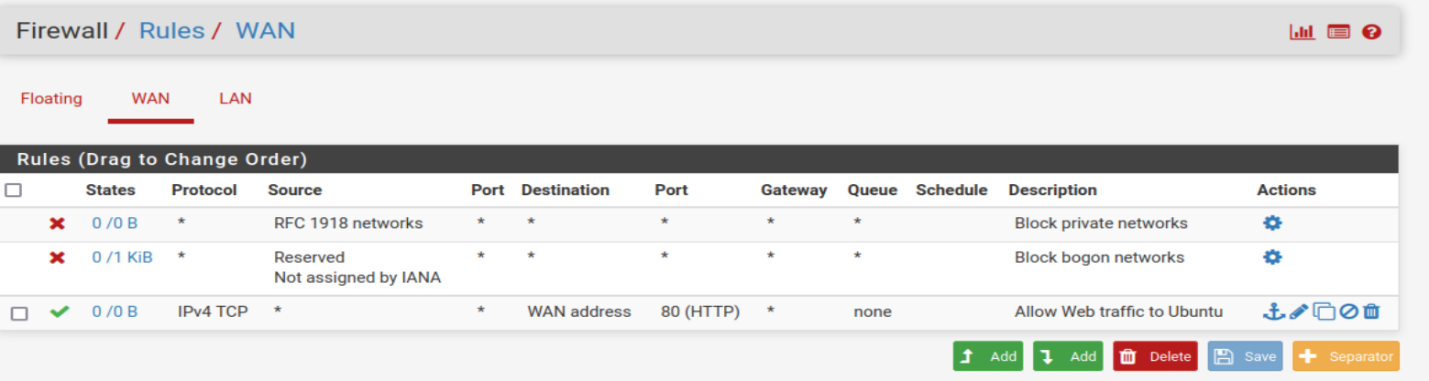 Firewall / Rules / WAN
Floating WAN LAN
Rules (Drag to Change Order)
States Protocol Source Port Destination Port Gateway Queue Schedule Description Actions
0 /0 B * RFC 1918 networks * * * * * Block private networks
0 /1 KiB * Reserved * * * * * Block bogon networks
Not assigned by IANA
0 /0 B IPv4 TCP * * WAN address 80 (HTTP) * none Allow Web traffic to Ubuntu
Add Add Delete Save Separator